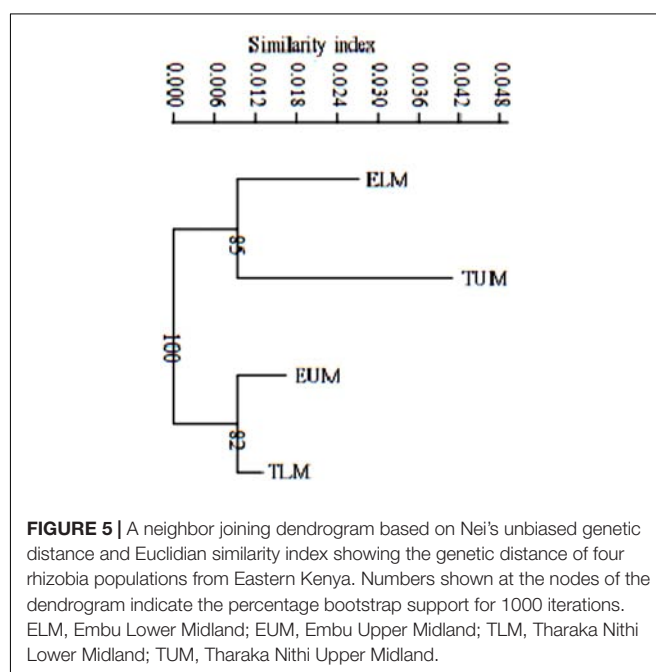 Similarity index
0.000 0.006 0.012 0.018 0.024 0.030 0.036 0.042 0.048
ELM
85
TUM
100
EUM
82
TLM
FIGURE 5 | A neighbor joining dendrogram based on Nei's unbiased genetic
distance and Euclidian similarity index showing the genetic distance of four
rhizobia populations from Eastern Kenya. Numbers shown at the nodes of the
dendrogram indicate the percentage bootstrap support for 1000 iterations.
ELM, Embu Lower Midland; EUM, Embu Upper Midland; TLM, Tharaka Nithi
Lower Midland; TUM, Tharaka Nithi Upper Midland.